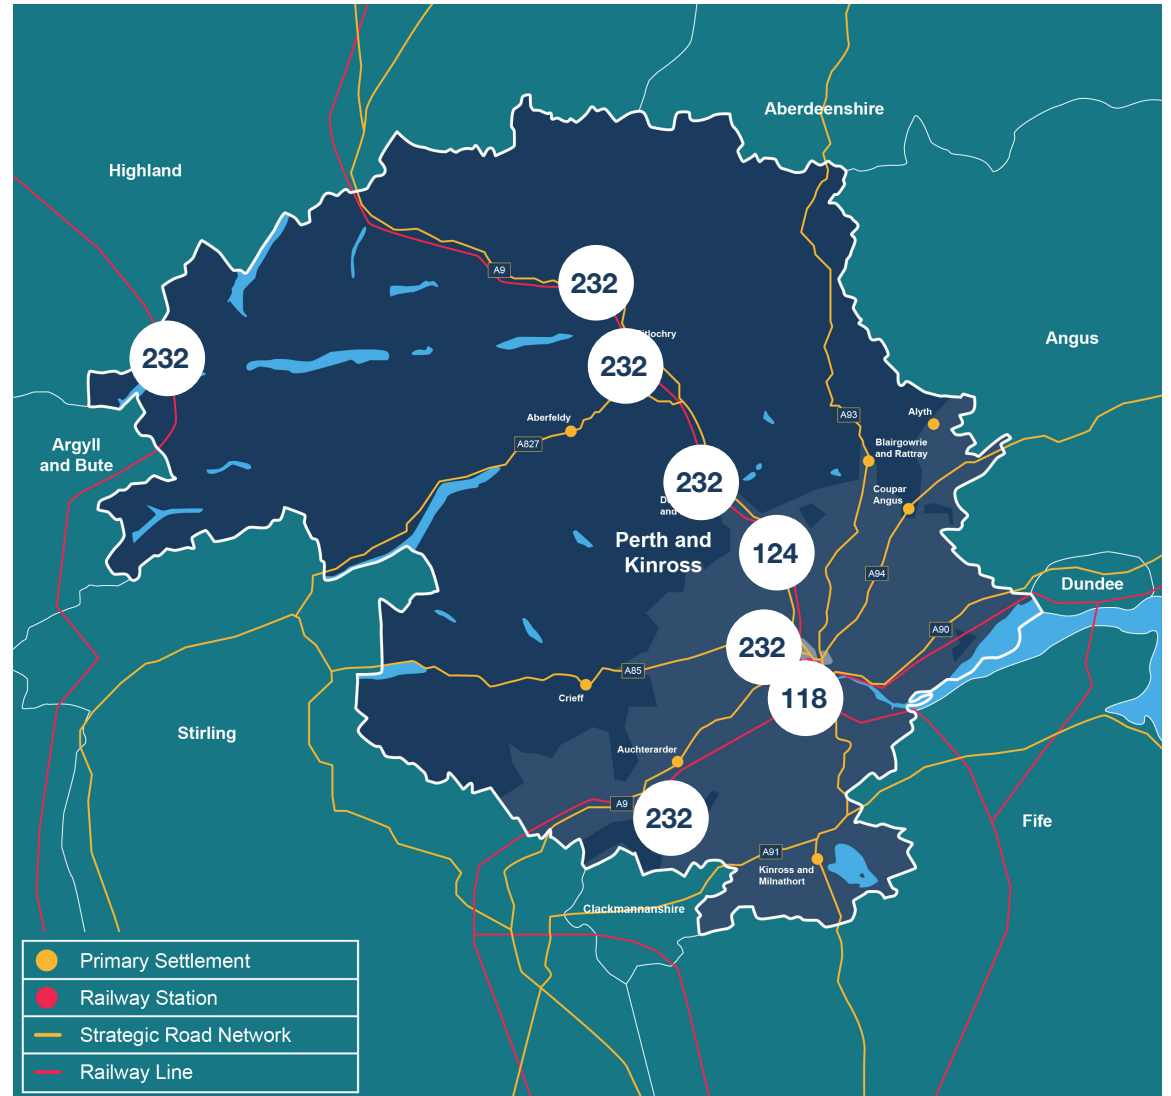 Aberdeenshire
Highland
A9
232
Angus
itlochry
232
232
Alyth
A93
Aberfeldy
Blairgowrie
and Rattray
A827
Argyll
and Bute
232
Coupar
Angus
D
and
Perth and
Kinross
124
A94
Dundee
A90
232
A85
118
Crieff
Stirling
Auchterarder
A9
232
Fife
A91
Kinross and
Milnathort
Clackmannanshire
Primary Settlement
Railway Station
Strategic Road Network
Railway Line